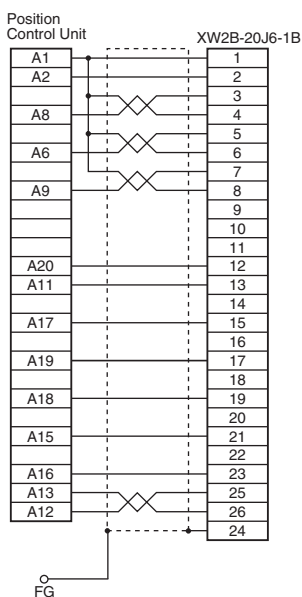 Position
Control Unit
XW2B-20J6-1B
A1 1
A2 2
3
A8 4
5
A6 6
7
A9 8
9
10
11
A20 12
A11 13
14
A17 15
16
A19 17
18
A18 19
20
A15 21
22
A16 23
A13 25
A12 26
24
FG